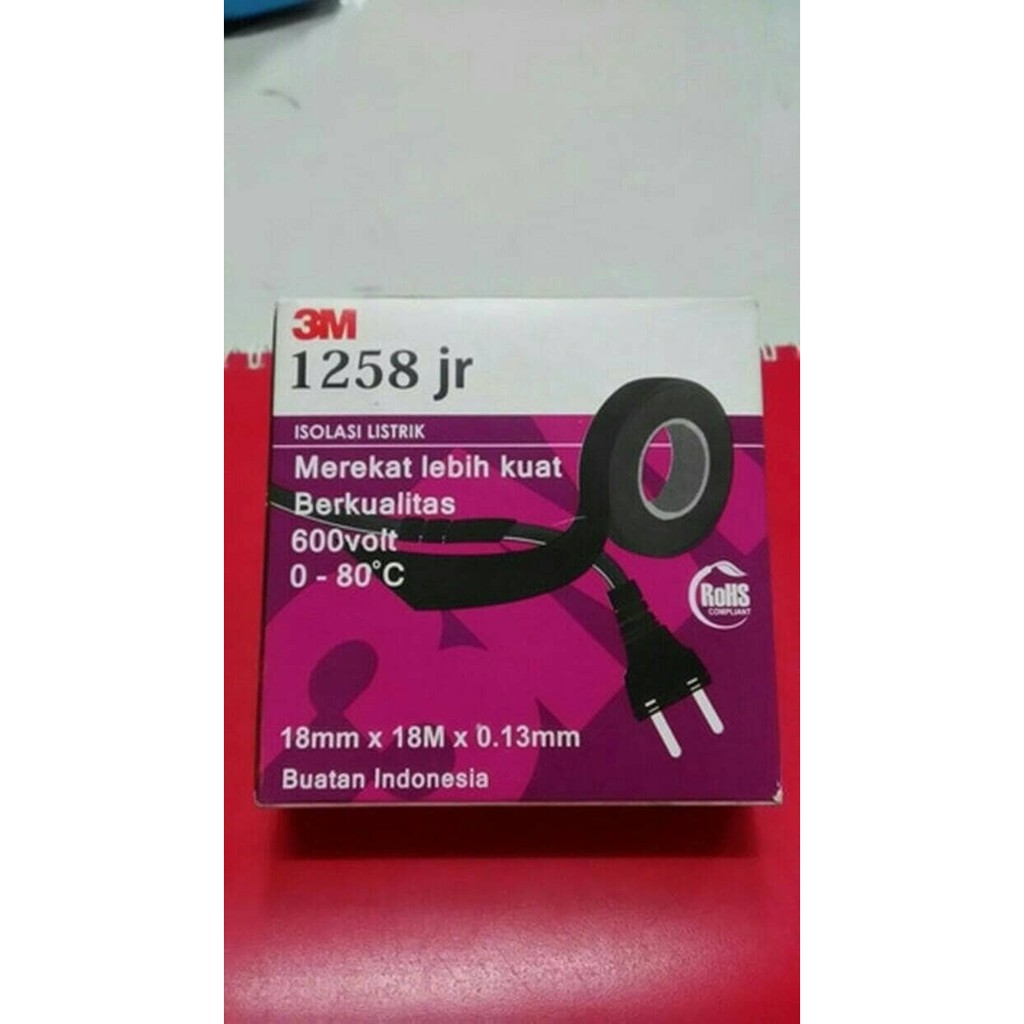 3M
1258 jr
ISOLASI LISTRIK
Merekat lebih kuat
Berkualitas
600volt
0 - 80°C
RoHS
COMPLIANT
18mm x 18M x 0.13mm
Buatan Indonesia